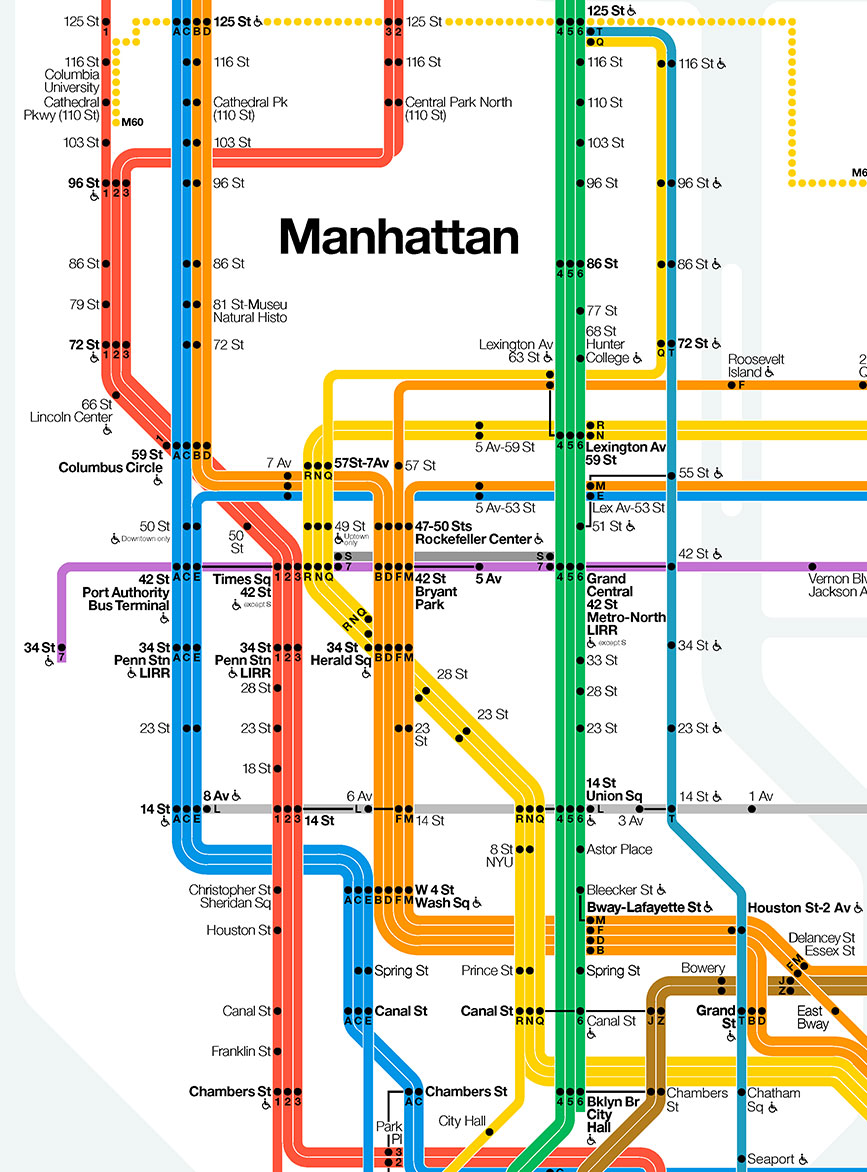 125 St
1
A C B D
125 St
3 2
125 St
4 5 6
125 St
T
Q
116 St
Columbia
University
116 St
116 St
116 St
116 St
Cathedral
Pkwy (110 St)
Cathedral Pk
(110 St)
Central Park North
(110 St)
110 St
M60
103 St
103 St
103 St
96 St
1 2 3
96 St
96 St
96 St
M6
Manhattan
86 St
86 St
86 St
4 5 6
86 St
79 St
81 St-Museu
Natural Histo
77 St
72 St
1 2 3
72 St
Lexington Av
63 St
68 St
Hunter
College
72 St
Q T
Roosevelt
Island
F
2
Q
66 St
Lincoln Center
1
59 St
Columbus Circle
A C B D
7 Av
R N Q
57St-7Av
57 St
5 Av-59 St
4 5 6
R
N
Lexington Av
59 St
55 St
5 Av-53 St
M
E
Lex Av-53 St
50 St
Downtown only
50
St
49 St
Uptown
only
47-50 Sts
Rockefeller Center
51 St
S
7
S
7
42 St
42 St
Port Authority
Bus Terminal
A C E
Times Sq
42 St
except S
1 2 3
R N Q
B D F M
42 St
Bryant
Park
5 Av
4 5 6
Grand
Central
42 St
Metro-North
LIRR
except S
Vernon Blv
Jackson A
R N Q
34 St
7
34 St
Penn Stn
LIRR
A C E
34 St
Penn Stn
LIRR
1 2 3
34 St
Herald Sq
B D F M
33 St
34 St
28 St
28 St
28 St
23 St
23 St
23
St
23 St
23 St
23 St
18 St
14 St
A C E
8 Av
L
1 2 3
14 St
6 Av
L
F M
14 St
R N Q
4 5 6
14 St
Union Sq
L
3 Av
14 St
T
1 Av
8 St
NYU
Astor Place
Christopher St
Sheridan Sq
A C E
B D F M
W 4 St
Wash Sq
Bleecker St
Bway-Lafayette St
M
F
D
B
Houston St-2 Av
Houston St
Delancey St
Essex St
F M
Spring St
Prince St
Spring St
Bowery
J
Z
Canal St
A C E
Canal St
Canal St
R N Q
6
Canal St
J Z
Grand
St
T B D
East
Bway
Franklin St
Chambers St
1 2 3
A C
Chambers St
4 5 6
Bklyn Br
City
Hall
Chambers
St
Chatham
Sq
Park
Pl
3
2
City Hall
Seaport